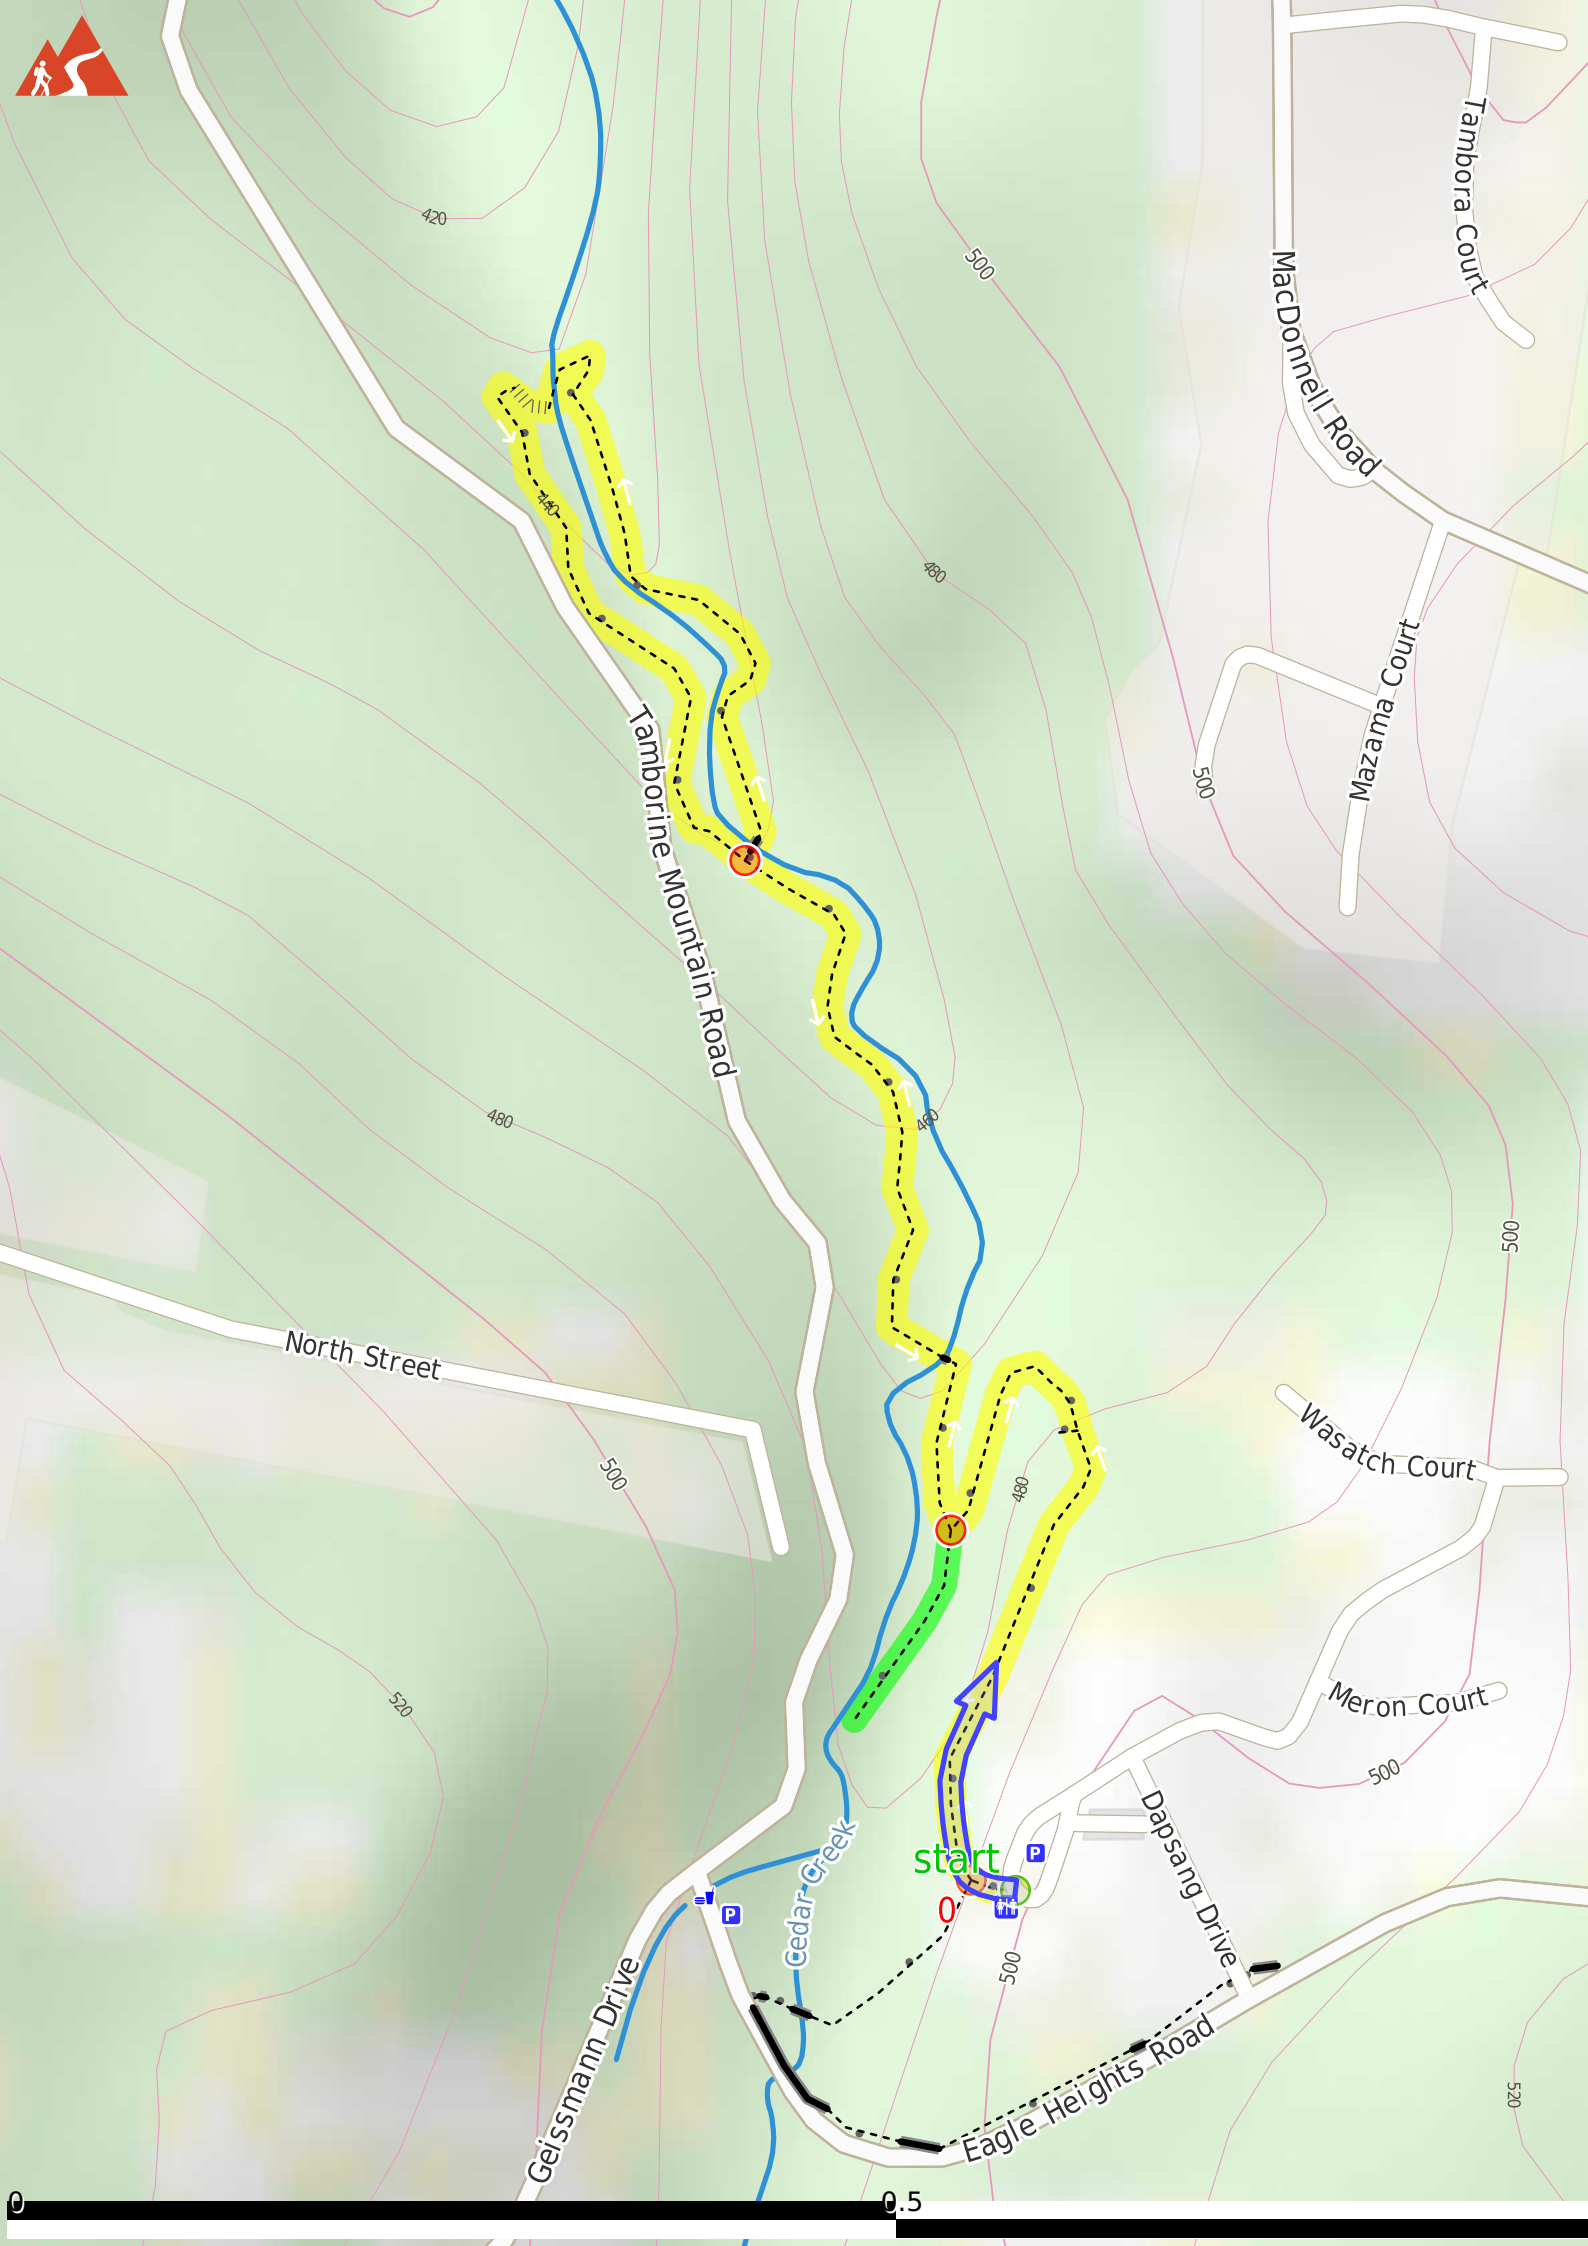 Tambora Court
420
500
MacDonnell Road
440
480
Mazama Court
500
Tamborine Mountain Road
480
460
500
North Street
Wasatch Court
500
480
520
Meron Court
500
Dapsang Drive
Cedar Creek
start
P
0
P
500
Geissmann Drive
Eagle Heights Road
520
0
0.5